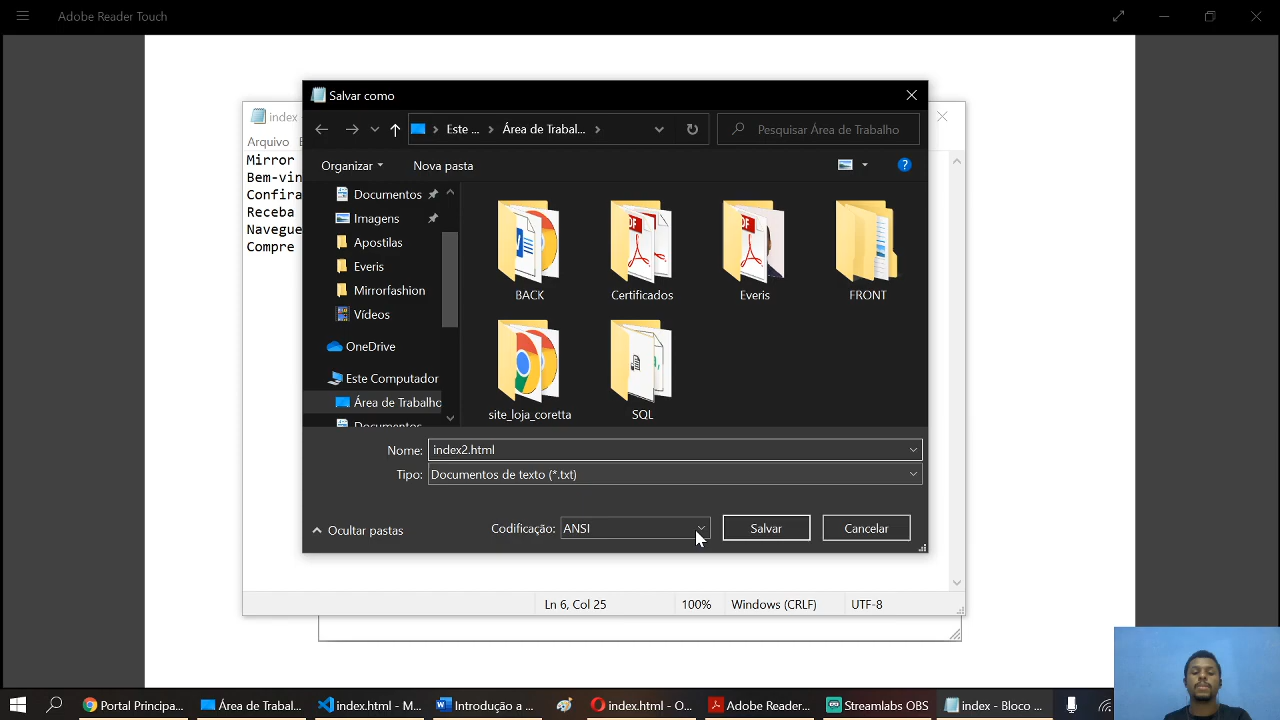 Adobe Reader Touch
Salvar como
index -
Este ...
Área de Trabal...
Pesquisar Área de Trabalho
Arquivo
Organizar
Nova pasta
Mirror
Bem-vin
Confira
Receba
Navegue
Compre
Documentos
Imagens
Apostilas
Everis
Mirrorfashion
Vídeos
OneDrive
Este Computador
Área de Trabalho
Documentos
BACK
Certificados
Everis
FRONT
site_loja_coretta
SQL
Nome: index2.html
Tipo: Documentos de texto (*.txt)
Ocultar pastas
Codificação: ANSI
Salvar
Cancelar
Ln 6, Col 25
100%
Windows (CRLF)
UTF-8
Portal Principa...
Área de Trabal...
index.html - M...
Introdução a ...
index.html - O...
Adobe Reader...
Streamlabs OBS
index - Bloco ...